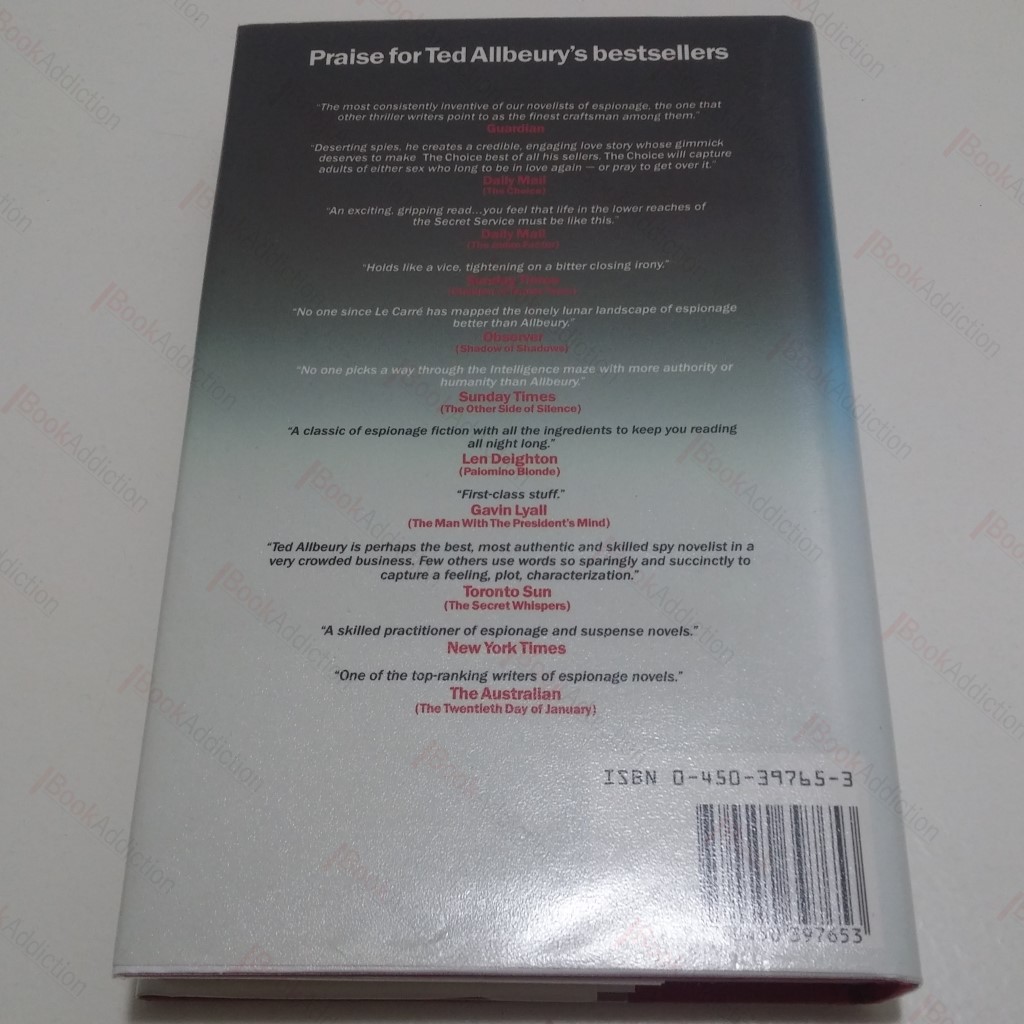 Praise for Ted Allbeury's bestsellers
"The most consistently inventive of our novelists of espionage, the one that
other thriller writers point to as the finest craftsman among them."
Guardian
"Deserting spies, he creates a credible, engaging love story whose gimmick
deserves to make The Choice best of all his sellers. The Choice will capture
adults of either sex who long to be in love again — or pray to get over it."
Daily Mail
(The Choice)
"An exciting, gripping read...you feel that life in the lower reaches of
the Secret Service must be like this."
Daily Mail
"Holds like a vice, tightening on a bitter closing irony."
Sunday Times
"No one since Le Carré has mapped the lonely lunar landscape of espionage
better than Allbeury."
Observer
(Shadow of Shadows)
"No one picks a way through the Intelligence maze with more authority or
humanity than Allbeury."
Sunday Times
(The Other Side of Silence)
"A classic of espionage fiction with all the ingredients to keep you reading
all night long."
Len Deighton
(Palomino Blonde)
"First-class stuff."
Gavin Lyall
(The Man With The President's Mind)
"Ted Allbeury is perhaps the best, most authentic and skilled spy novelist in a
very crowded business. Few others use words so sparingly and succinctly to
capture a feeling, plot, characterization."
Toronto Sun
(The Secret Whispers)
"A skilled practitioner of espionage and suspense novels."
New York Times
"One of the top-ranking writers of espionage novels."
The Australian
(The Twentieth Day of January)
ISBN 0-450-39765-3
397653
BookAddiction